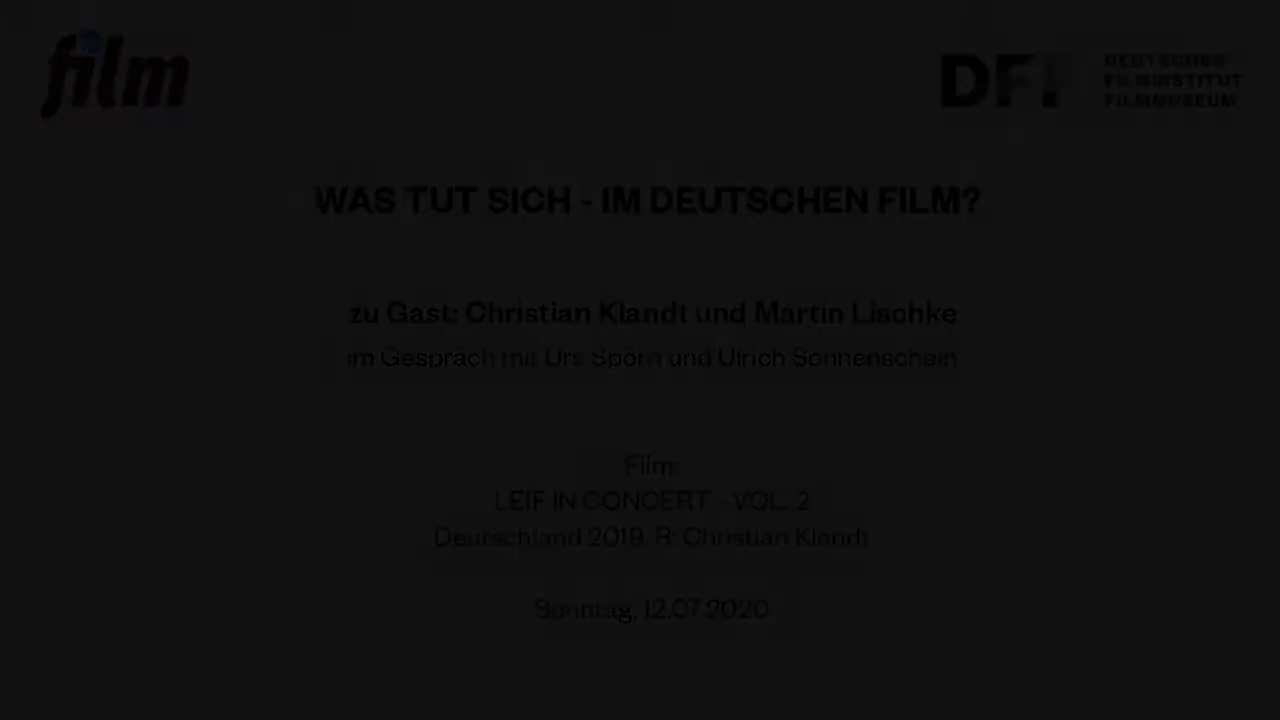 film
DFF
DEUTSCHES
FILMINSTITUT
FILMMUSEUM
WAS TUT SICH - IM DEUTSCHEN FILM?
zu Gast: Christian Klandt und Martin Lischke
im Gespräch mit Urs Spörri und Ulrich Sonnenschein
Film
LEIF IN CONCERT - VOL. 2
Deutschland 2019. R: Christian Klandt
Sonntag, 12.07.2020